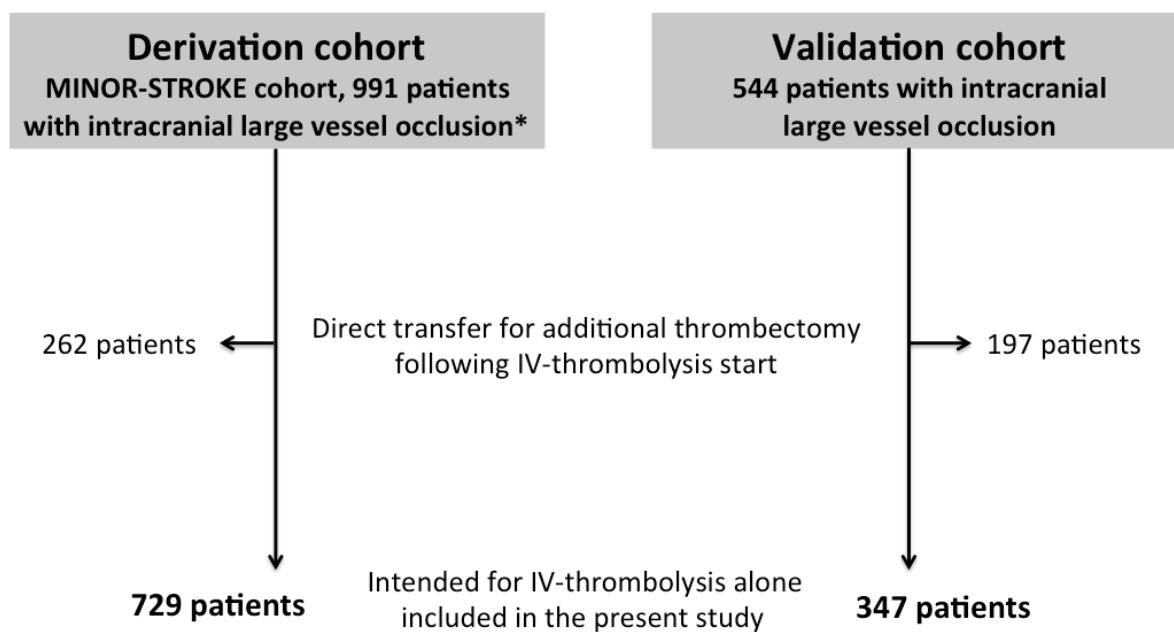 Derivation cohort
MINOR-STROKE cohort, 991 patients
with intracranial large vessel occlusion*
Validation cohort
544 patients with intracranial
large vessel occlusion
262 patients
Direct transfer for additional thrombectomy
following IV-thrombolysis start
197 patients
729 patients
Intended for IV-thrombolysis alone
included in the present study
347 patients